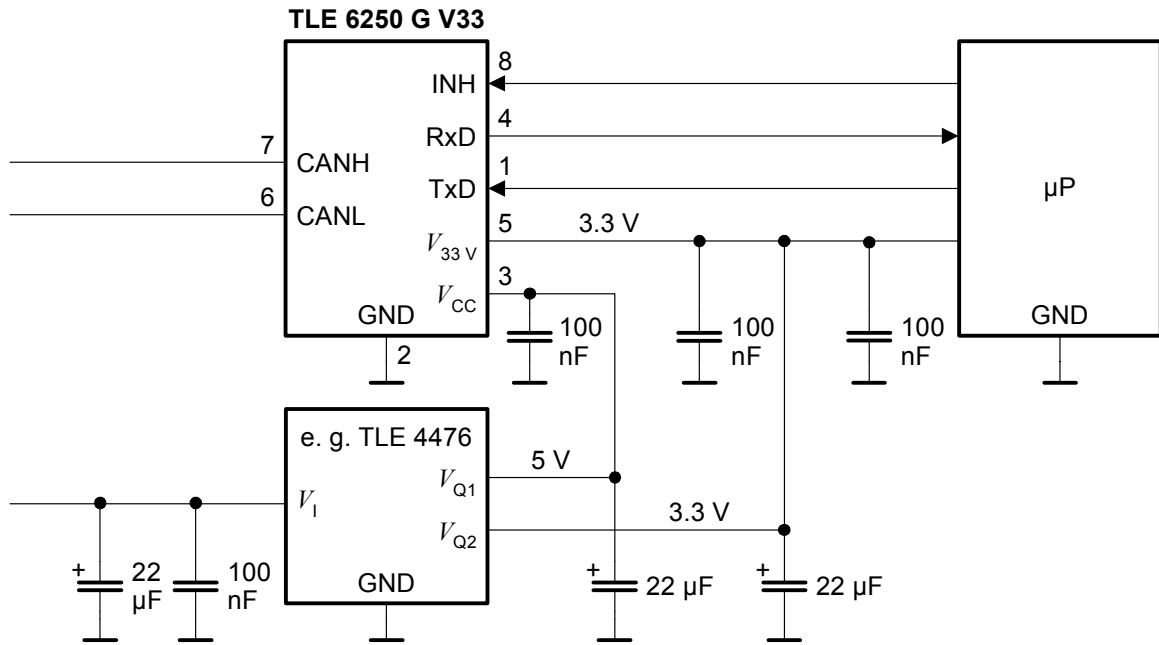 TLE 6250 G V33
8
INH
4
RxD
7
CANH
1
TxD
µP
6
CANL
5
3.3 V
V33 V
3
VCC
GND
2
100
nF
100
nF
100
nF
GND
e. g. TLE 4476
5 V
VQ1
VI
3.3 V
VQ2
+
22
µF
100
nF
GND
+
22 µF
+
22 µF